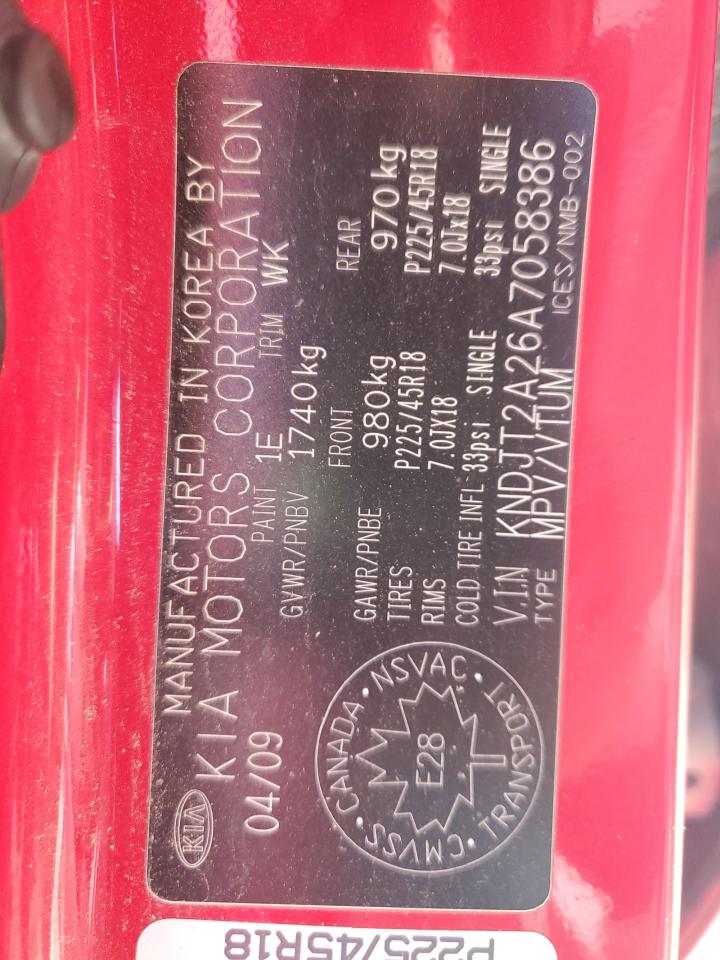 MANUFACTURED IN KOREA BY
KIA KIA MOTORS CORPORATION
04/09 PAINT 1E TRIM WK
GVWR/PNBV 1740kg
FRONT REAR
GAWR/PNBE 980kg 970kg
TIRES P225/45R18 P225/45R18
RIMS 7.0JX18 7.0Jx18
COLD TIRE INFL 33psi SINGLE 33psi SINGLE
V.I.N KNDJT2A26A7058386
TYPE MPV/VTUM ICES/NMB-002
CANADA • NSVAC • TRANSPORT • CMVSS •
E28
P225/45R18